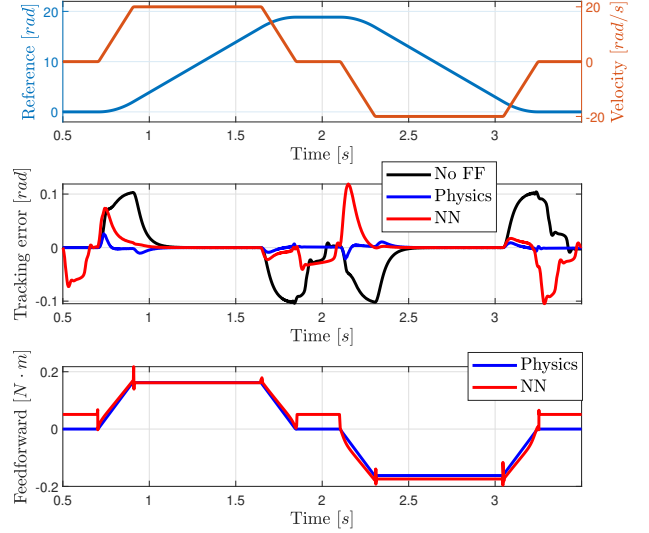 Reference [rad]
20
10
0
20
0
-20
Velocity [rad/s]
0.5 1 1.5 2 2.5 3
Time [s]
Tracking error [rad]
0.1
0
-0.1
No FF
Physics
NN
0.5 1 1.5 2 2.5 3
Time [s]
Feedforward [N · m]
0.2
0
-0.2
Physics
NN
0.5 1 1.5 2 2.5 3
Time [s]